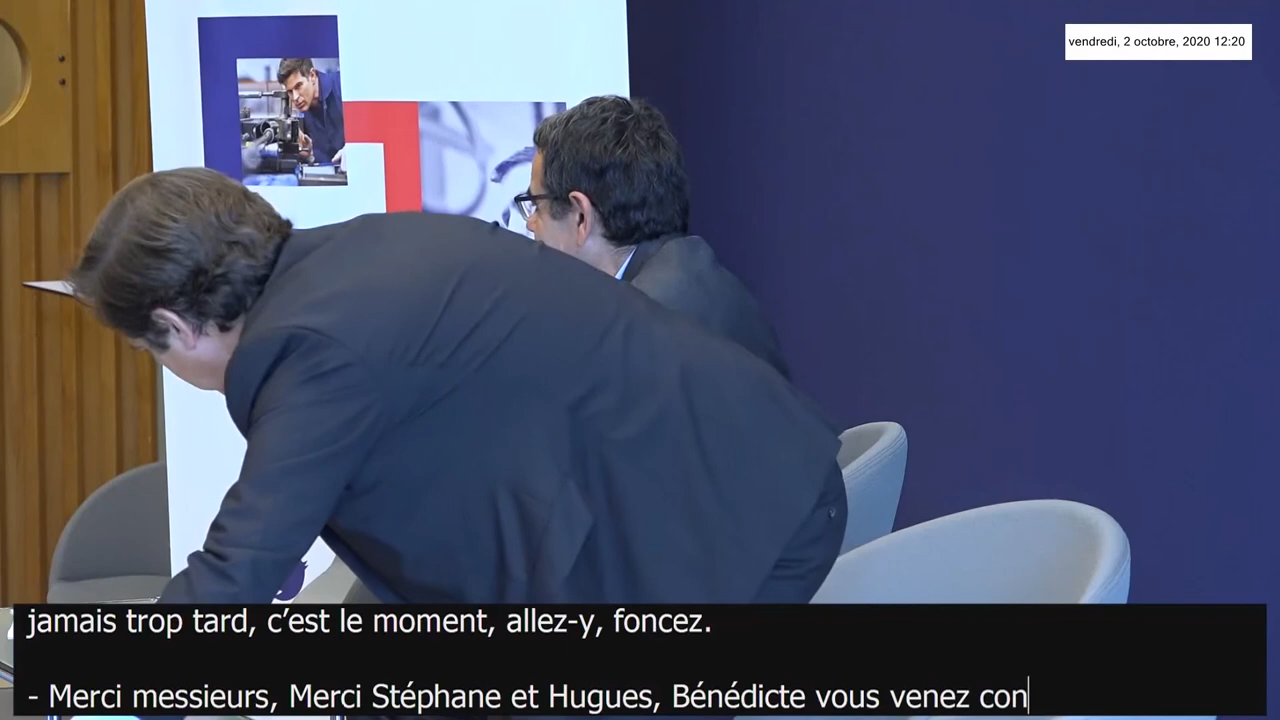 vendredi, 2 octobre, 2020 12:20
jamais trop tard, c’est le moment, allez-y, foncez.
- Merci messieurs, Merci Stéphane et Hugues, Bénédicte vous venez con